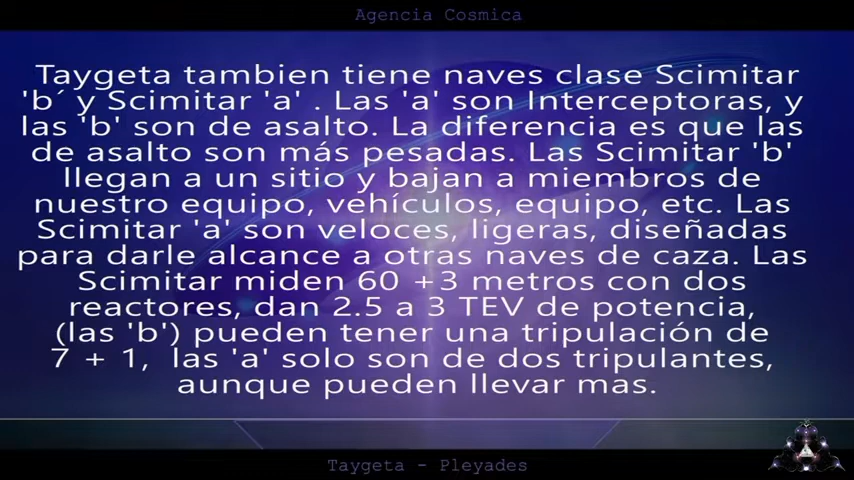 Agencia Cosmica
Taygeta tambien tiene naves clase Scimitar
'b´ y Scimitar 'a' . Las 'a' son Interceptoras, y
las 'b' son de asalto. La diferencia es que las
de asalto son más pesadas. Las Scimitar 'b'
llegan a un sitio y bajan a miembros de
nuestro equipo, vehículos, equipo, etc. Las
Scimitar 'a' son veloces, ligeras, diseñadas
para darle alcance a otras naves de caza. Las
Scimitar miden 60 +3 metros con dos
reactores, dan 2.5 a 3 TEV de potencia,
(las 'b') pueden tener una tripulación de
7 + 1,  las 'a' solo son de dos tripulantes,
aunque pueden llevar mas.
Taygeta - Pleyades